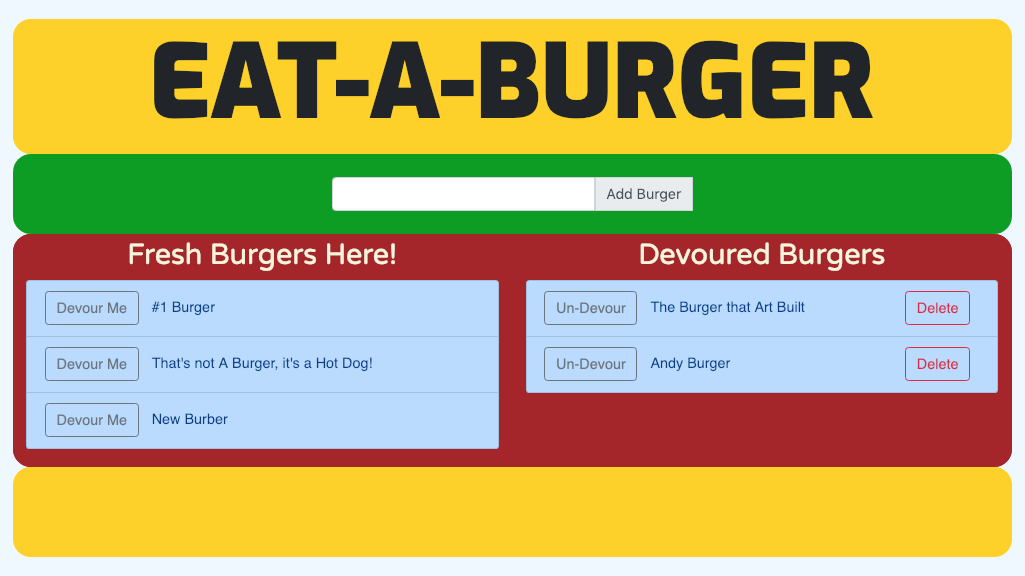 EAT-A-BURGER
Add Burger
Fresh Burgers Here!
Devour Me #1 Burger
Devour Me That's not A Burger, it's a Hot Dog!
Devour Me New Burber
Devoured Burgers
Un-Devour The Burger that Art Built Delete
Un-Devour Andy Burger Delete